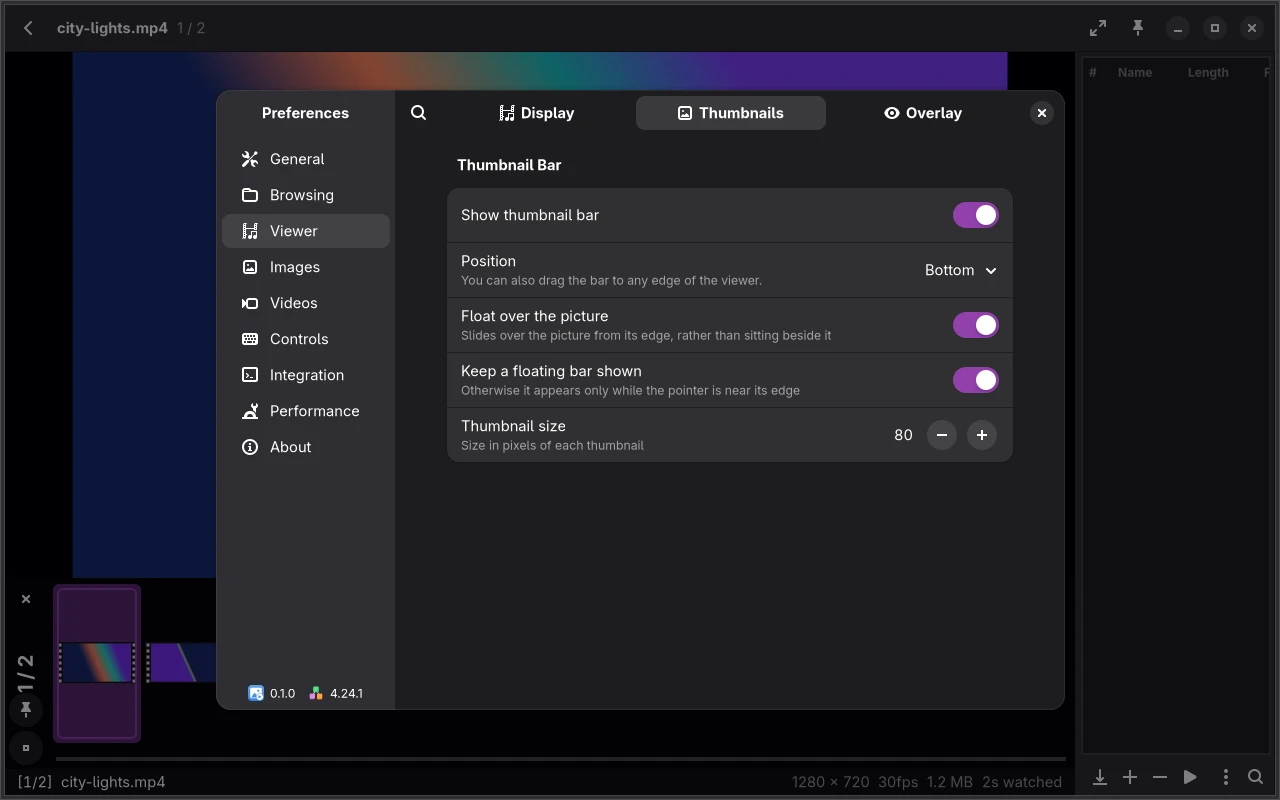 city-lights.mp4 1 / 2
# Name Length
Preferences
Display
Thumbnails
Overlay
General
Browsing
Viewer
Images
Videos
Controls
Integration
Performance
About
0.1.0 4.24.1
Thumbnail Bar
Show thumbnail bar
Position
You can also drag the bar to any edge of the viewer.
Bottom
Float over the picture
Slides over the picture from its edge, rather than sitting beside it
Keep a floating bar shown
Otherwise it appears only while the pointer is near its edge
Thumbnail size
Size in pixels of each thumbnail
80
1 / 2
[1/2] city-lights.mp4
1280 × 720 30fps 1.2 MB 2s watched